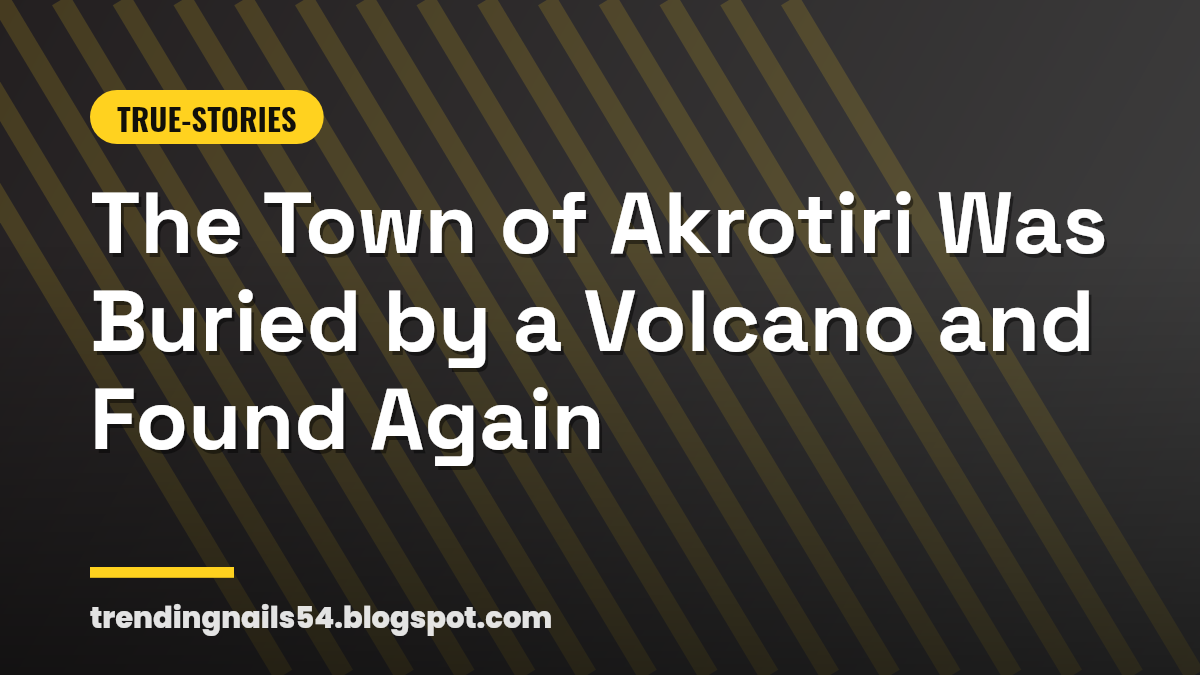 TRUE-STORIES
The Town of Akrotiri Was
Buried by a Volcano and
Found Again
trendingnails54.blogspot.com